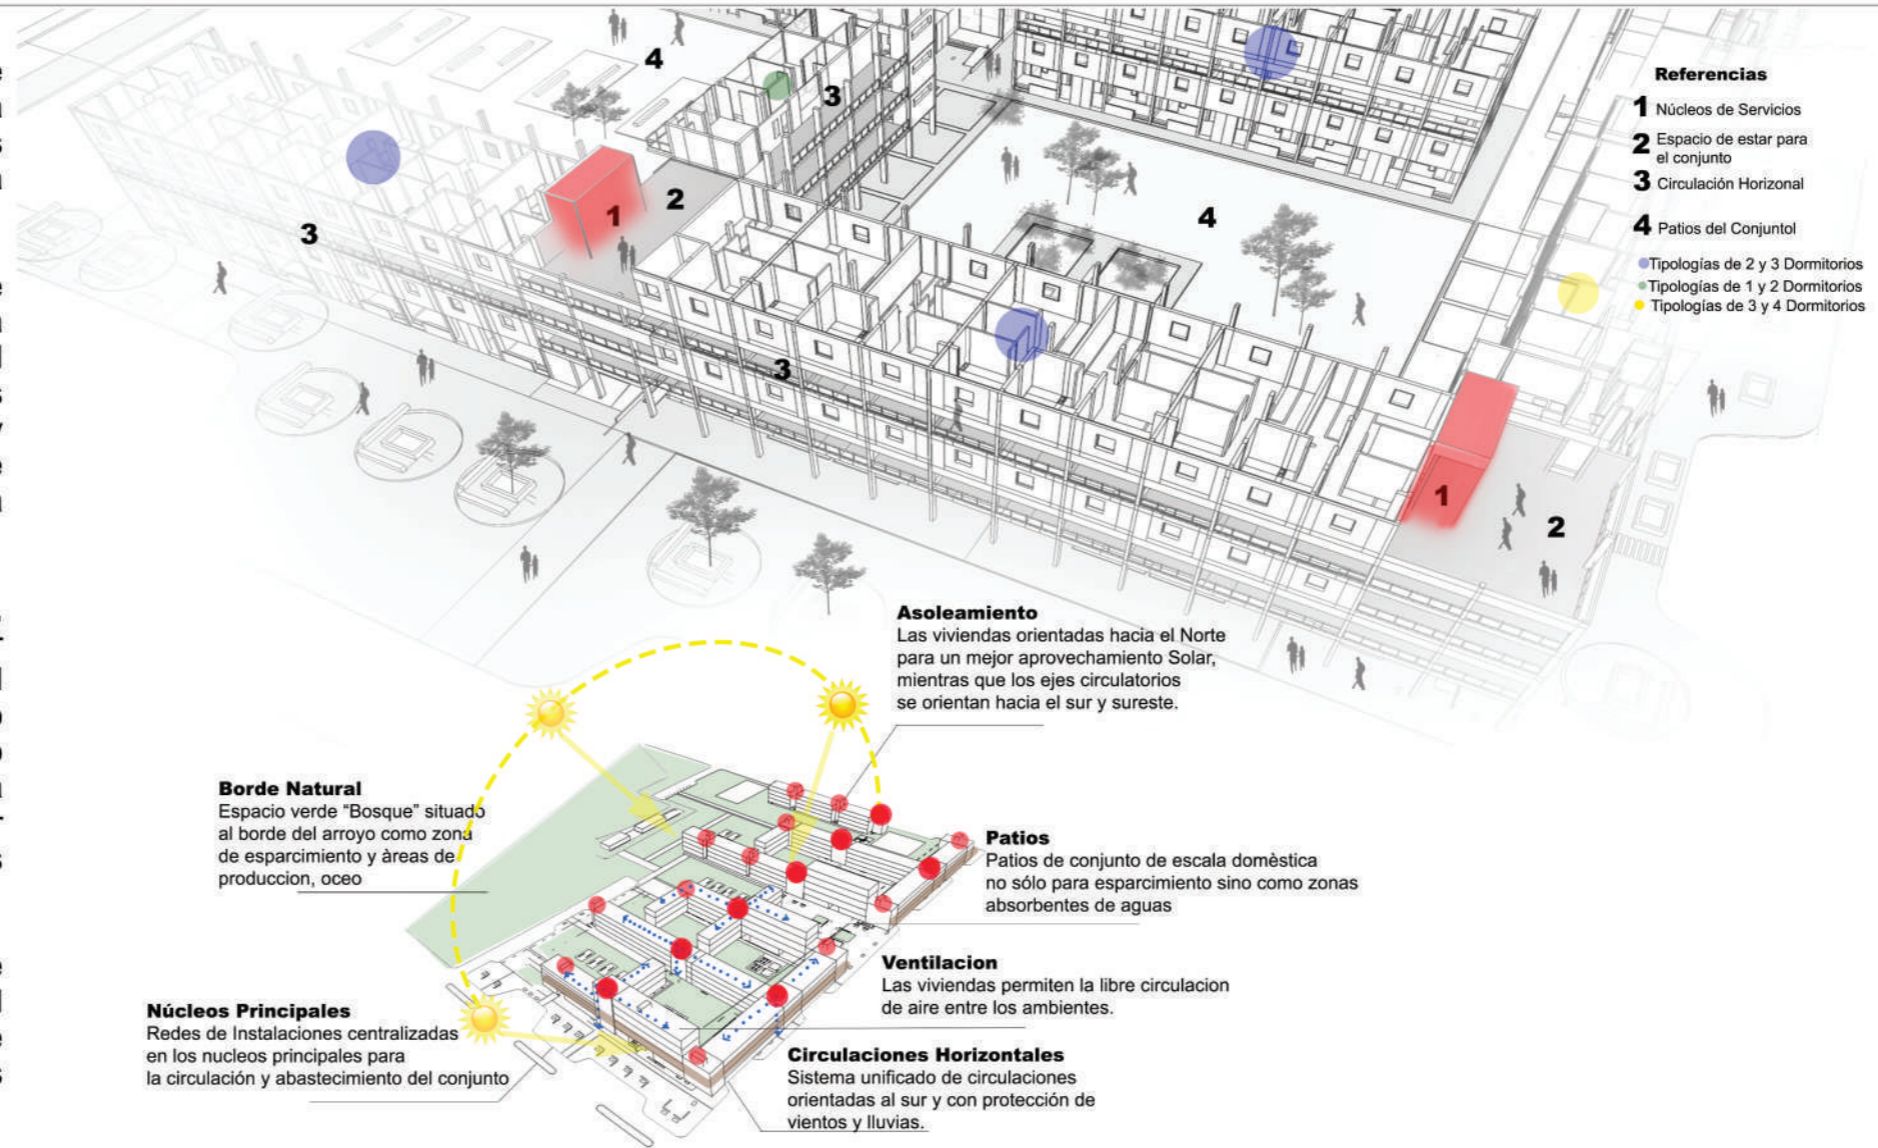 4
3
2
1
3
4
3
1
2
Referencias
1 Núcleos de Servicios
2 Espacio de estar para
el conjunto
3 Circulación Horizonal
4 Patios del Conjuntol
Tipologías de 2 y 3 Dormitorios
Tipologías de 1 y 2 Dormitorios
Tipologías de 3 y 4 Dormitorios
Asoleamiento
Las viviendas orientadas hacia el Norte
para un mejor aprovechamiento Solar,
mientras que los ejes circulatorios
se orientan hacia el sur y sureste.
Borde Natural
Espacio verde “Bosque” situado
al borde del arroyo como zona
de esparcimiento y àreas de
produccion, oceo
Patios
Patios de conjunto de escala domèstica
no sólo para esparcimiento sino como zonas
absorbentes de aguas
Ventilacion
Las viviendas permiten la libre circulacion
de aire entre los ambientes.
Núcleos Principales
Redes de Instalaciones centralizadas
en los nucleos principales para
la circulación y abastecimiento del conjunto
Circulaciones Horizontales
Sistema unificado de circulaciones
orientadas al sur y con protección de
vientos y lluvias.